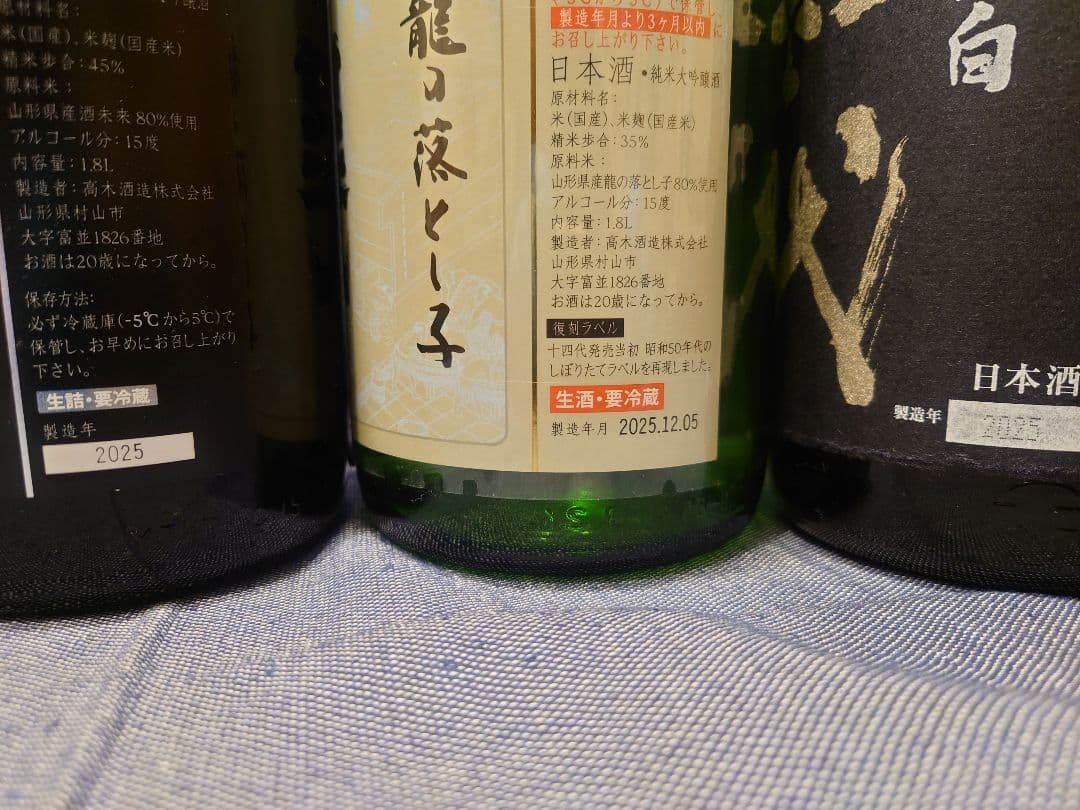 原材料名:
米(国産)、米麹(国産米)
精米歩合:45%
原料米:
山形県産酒未来80%使用
アルコール分:15度
内容量:1.8L
製造者:高木酒造株式会社
山形県村山市
大字富並1826番地
お酒は20歳になってから。
保存方法:
必ず冷蔵庫(-5℃から5℃)で
保管し、お早めにお召し上がり
下さい。
生詰・要冷蔵
製造年
2025
龍の落とし子
製造年月より3ヶ月以内に
お召し上がり下さい。
日本酒・純米大吟醸酒
原材料名:
米(国産)、米麹(国産米)
精米歩合:35%
原料米:
山形県産龍の落とし子80%使用
アルコール分:15度
内容量:1.8L
製造者:高木酒造株式会社
山形県村山市
大字富並1826番地
お酒は20歳になってから。
復刻ラベル
十四代発売当初 昭和50年代の
しぼりたてラベルを再現しました。
生酒・要冷蔵
製造年月 2025.12.05
白
代
日本酒
製造年 2025